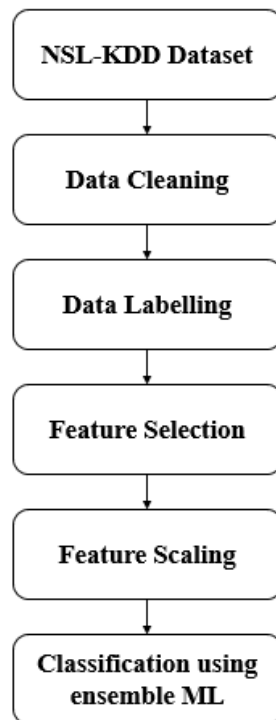 NSL-KDD Dataset
Data Cleaning
Data Labelling
Feature Selection
Feature Scaling
Classification using
ensemble ML